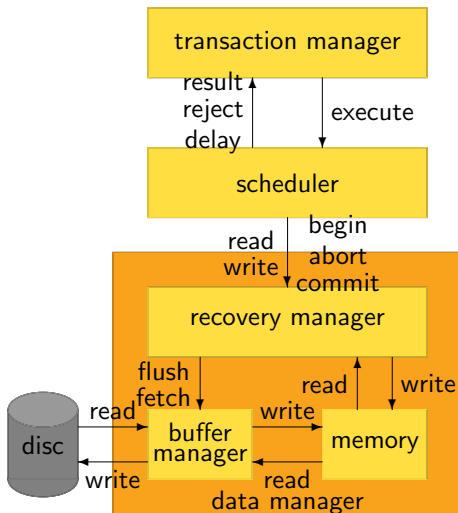 transaction manager
result
reject
delay
execute
scheduler
read
write
begin
abort
commit
recovery manager
flush
fetch
read
write
disc
read
write
buffer
manager
write
read
memory
data manager